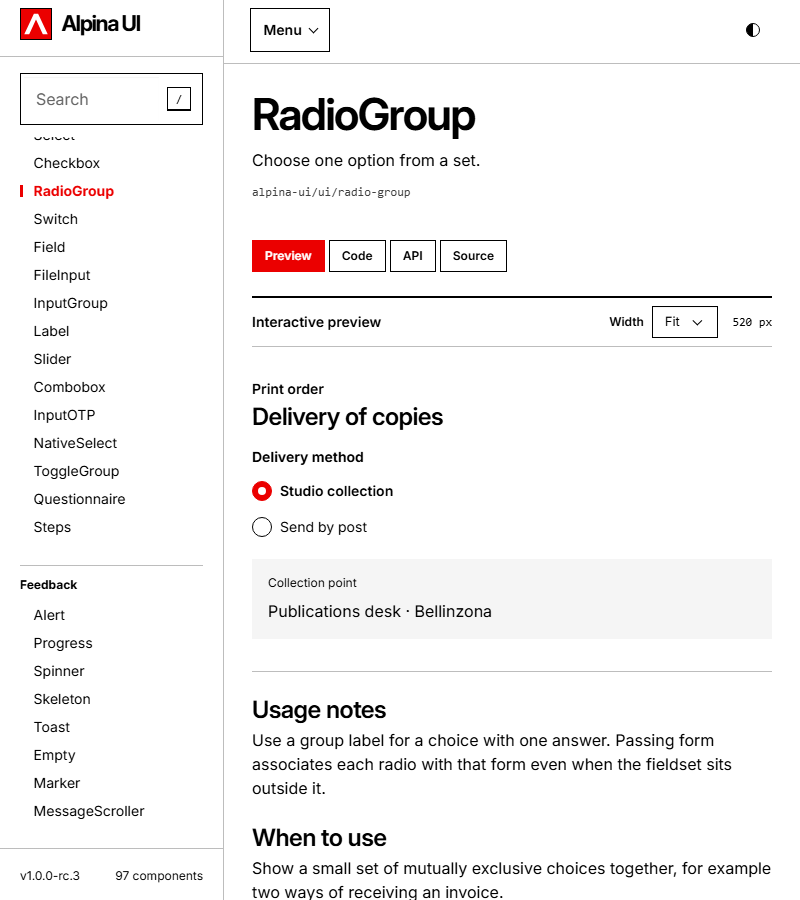 Alpina UI
Search /
Select
Checkbox
RadioGroup
Switch
Field
FileInput
InputGroup
Label
Slider
Combobox
InputOTP
NativeSelect
ToggleGroup
Questionnaire
Steps
Feedback
Alert
Progress
Spinner
Skeleton
Toast
Empty
Marker
MessageScroller
v1.0.0-rc.3 97 components
Menu
RadioGroup
Choose one option from a set.
alpina-ui/ui/radio-group
Preview Code API Source
Interactive preview Width Fit 520 px
Print order
Delivery of copies
Delivery method
Studio collection
Send by post
Collection point
Publications desk · Bellinzona
Usage notes
Use a group label for a choice with one answer. Passing form
associates each radio with that form even when the fieldset sits
outside it.
When to use
Show a small set of mutually exclusive choices together, for example
two ways of receiving an invoice.